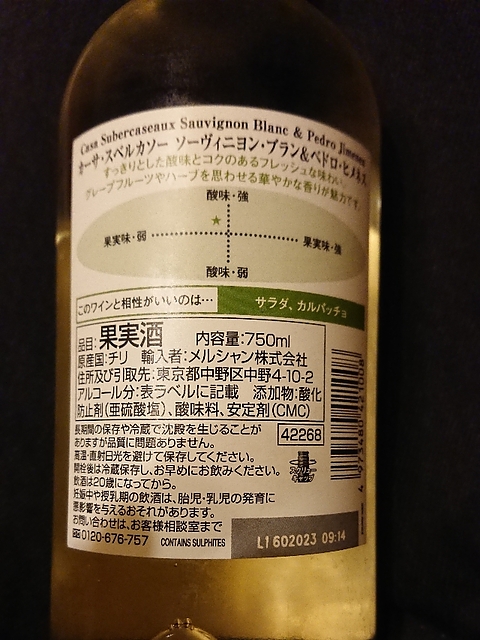 Casa Subercaseaux Sauvignon Blanc & Pedro Jimenez
カーサ・スベルカソー ソーヴィニヨン・ブラン&ペドロ・ヒメネス
すっきりとした酸味とコクのあるフレッシュな味わい。
グレープフルーツやハーブを思わせる華やかな香りが魅力です。
酸味・強
★
果実味・弱 果実味・強
酸味・弱
このワインと相性がいいのは… サラダ、カルパッチョ
品目:果実酒 内容量:750ml
原産国:チリ 輸入者:メルシャン株式会社
住所及び引取先:東京都中野区中野4-10-2
アルコール分:表ラベルに記載 添加物:酸化
防止剤(亜硫酸塩)、酸味料、安定剤(CMC)
長期間の保存や冷蔵で沈殿を生じることが
ありますが品質に問題ありません。
42268
高温・直射日光を避けて保存してください。
開栓後は冷蔵保存し、お早めにお飲みください。
スクリュー
キャップ
飲酒は20歳になってから。
妊娠中や授乳期の飲酒は、胎児・乳児の発育に
悪影響を与えるおそれがあります。
お問い合わせは、お客様相談室まで
0120-676-757 CONTAINS SULPHITES
L1602023 09:14